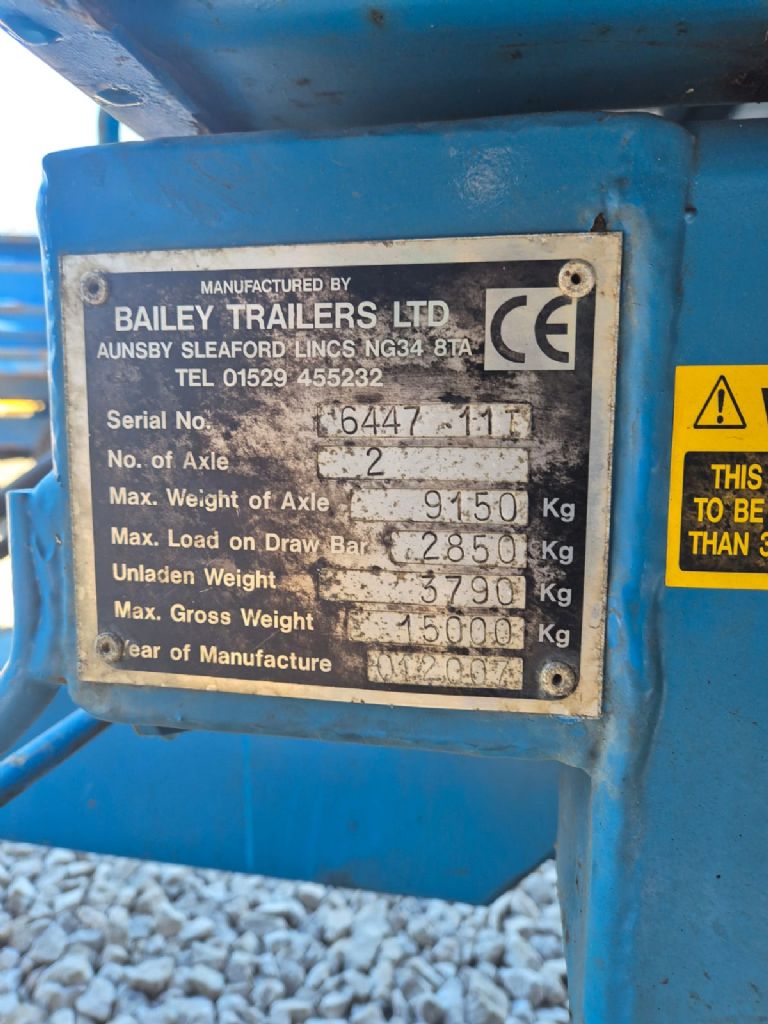 MANUFACTURED BY
BAILEY TRAILERS LTD
AUNSBY SLEAFORD LINCS NG34 8TA
TEL 01529 455232
CE
Serial No. 6447 11T
No. of Axle 2
Max. Weight of Axle 9150 Kg
Max. Load on Draw Bar 2850 Kg
Unladen Weight 3790 Kg
Max. Gross Weight 15000 Kg
Year of Manufacture 012007
THIS
TO BE
THAN 3